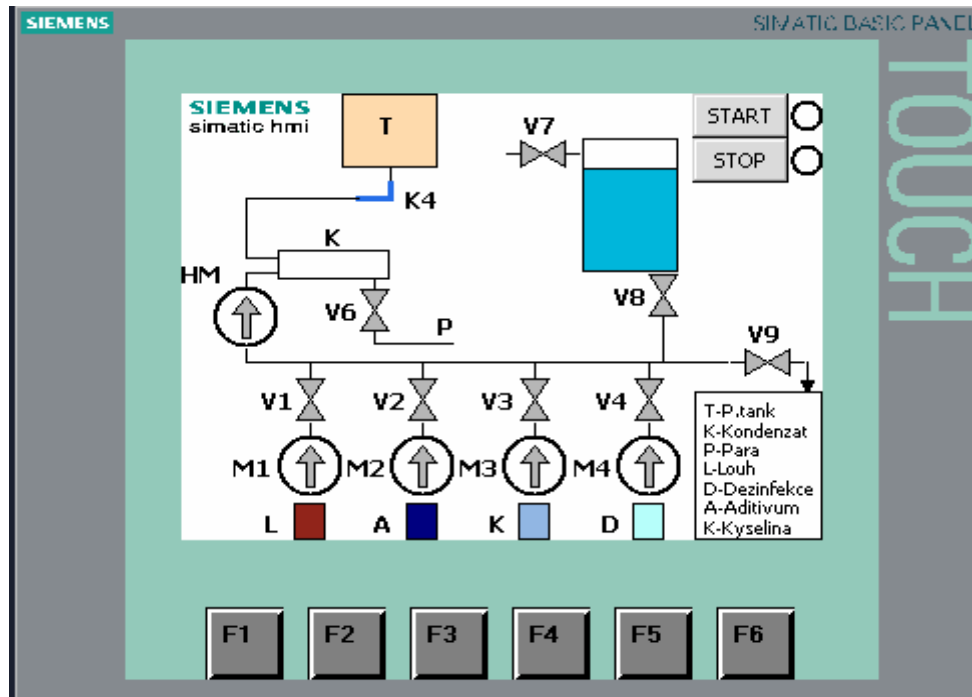 SIEMENS
SIMATIC BASIC PANEL
TOUCH
SIEMENS
simatic hmi
T
V7
START
STOP
K4
K
HM
V6
P
V8
V9
V1
V2
V3
V4
M1
M2
M3
M4
L
A
K
D
T-P.tank
K-Kondenzat
P-Para
L-Louh
D-Dezinfekce
A-Aditivum
K-Kyselina
F1
F2
F3
F4
F5
F6